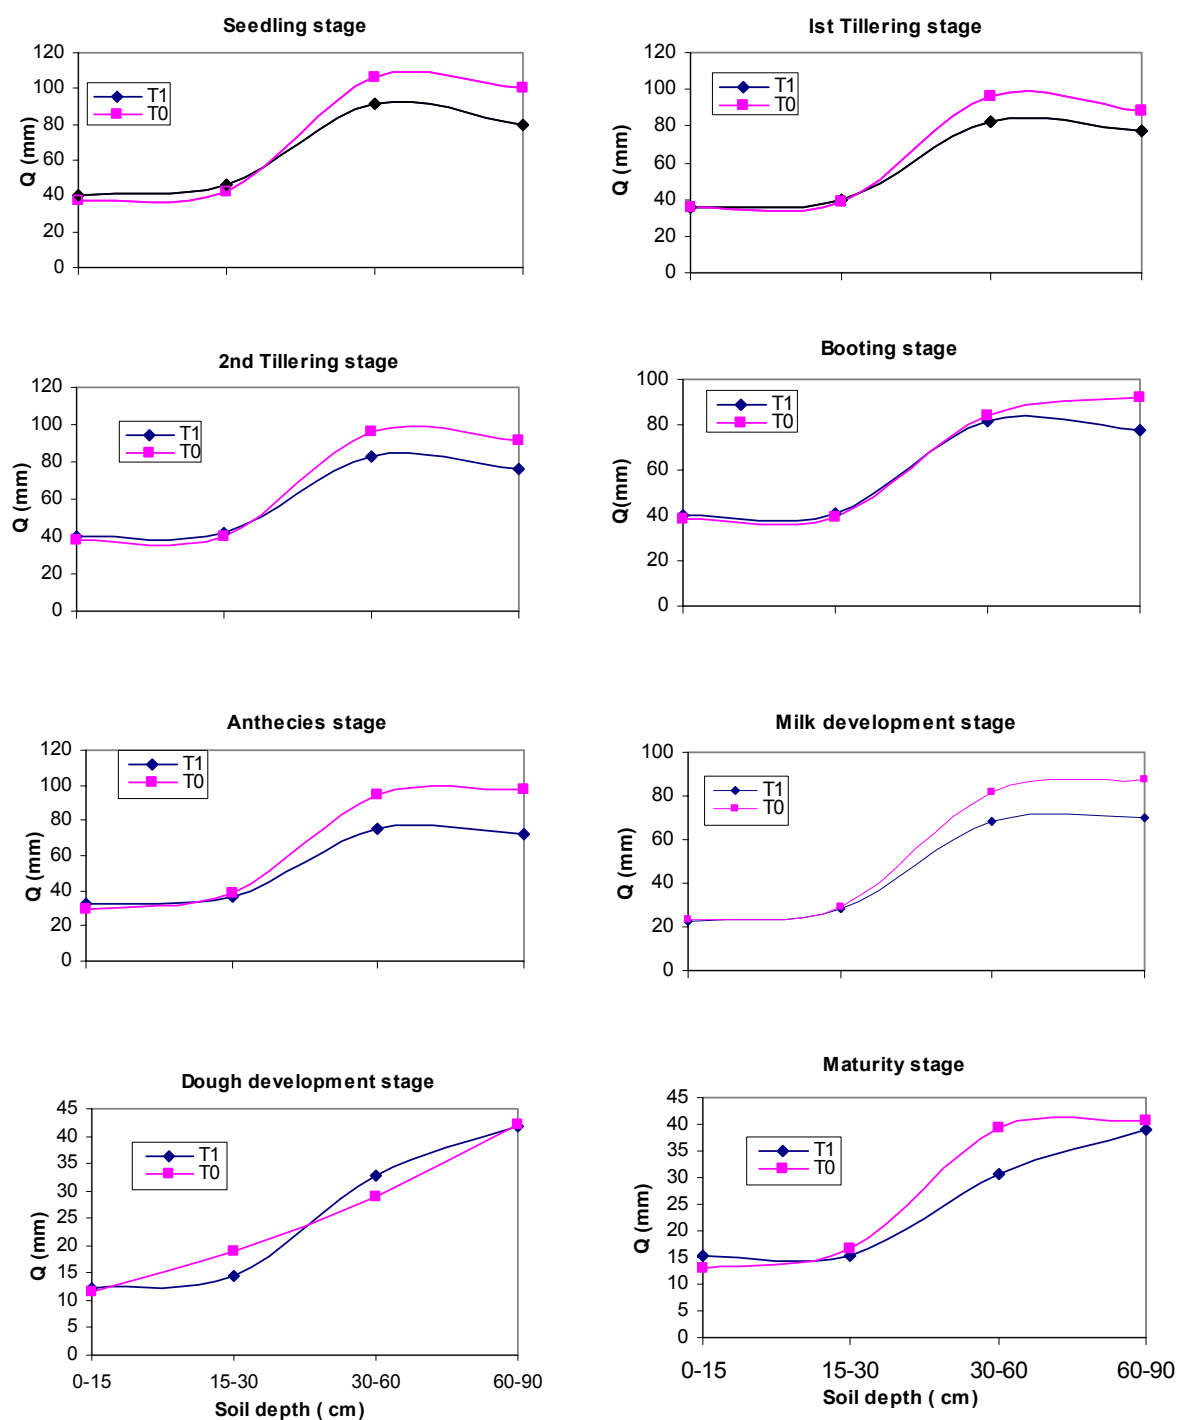 Seedling stage
120
100
80
60
40
20
0
Q (mm)
T1
T0
Ist Tillering stage
120
100
80
60
40
20
0
Q (mm)
T1
T0
2nd Tillering stage
120
100
80
60
40
20
0
Q (mm)
T1
T0
Booting stage
100
80
60
40
20
0
Q(mm)
T1
T0
Anthecies stage
120
100
80
60
40
20
0
Q (mm)
T1
T0
Milk development stage
100
80
60
40
20
0
Q (mm)
T1
T0
Dough development stage
45
40
35
30
25
20
15
10
5
0
Q (mm)
T1
T0
0-15 15-30 30-60 60-90
Soil depth ( cm)
Maturity stage
45
40
35
30
25
20
15
10
5
0
Q (mm)
T1
T0
0-15 15-30 30-60 60-90
Soil depth ( cm)